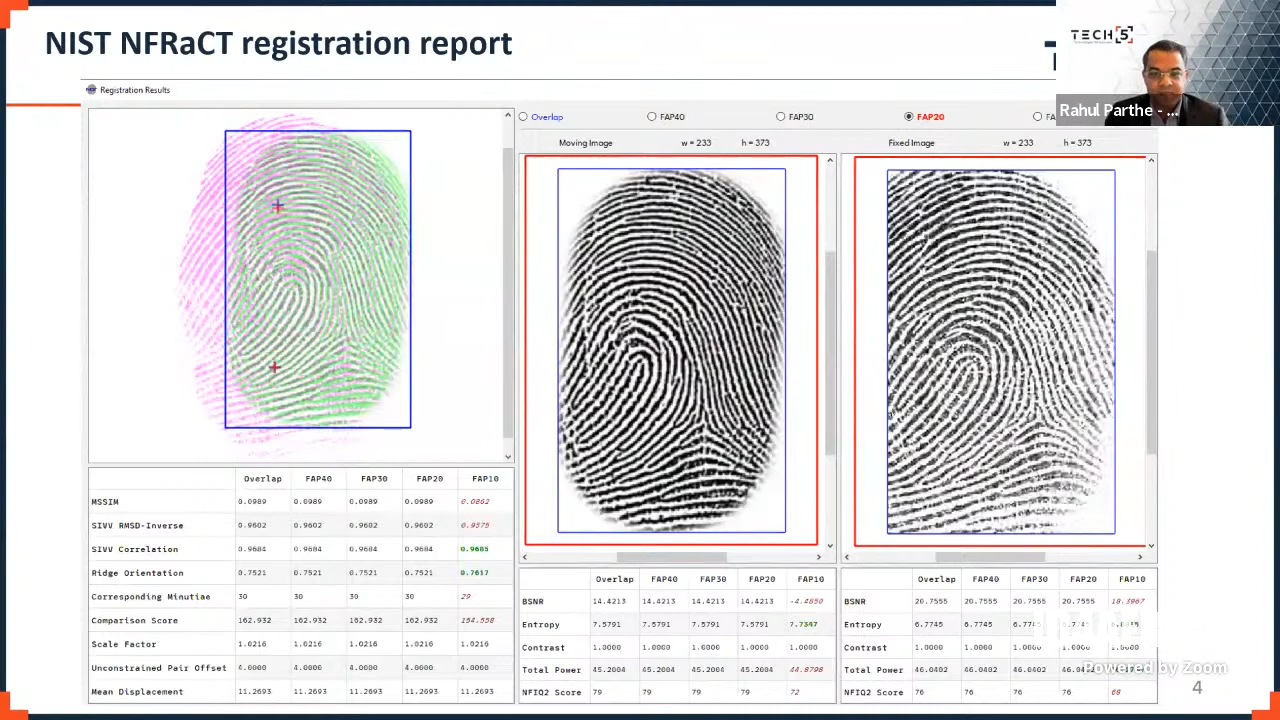 NIST NFRaCT registration report
TECH 5
Rahul Parthe - ...
Registration Results
Overlap FAP40 FAP30 FAP20
Moving Image w = 233 h = 373
Fixed Image w = 233 h = 373
Overlap FAP40 FAP30 FAP20 FAP10
MSSIM 0.0989 0.0989 0.0989 0.0989 0.0862
SIVV RMSD-Inverse 0.9602 0.9602 0.9602 0.9602 0.9575
SIVV Correlation 0.9684 0.9684 0.9684 0.9684 0.9685
Ridge Orientation 0.7521 0.7521 0.7521 0.7521 0.7617
Corresponding Minutiae 30 30 30 30 29
Comparison Score 162.932 162.932 162.932 162.932
Scale Factor 1.0216 1.0216 1.0216 1.0216 1.0216
Unconstrained Pair Offset 4.0000 4.0000 4.0000 4.0000 4.0000
Mean Displacement 11.2693 11.2693 11.2693 11.2693 11.2693
Overlap FAP40 FAP30 FAP20 FAP10
BSNR 14.4213 14.4213 14.4213 14.4213 -4.4850
Entropy 7.5791 7.5791 7.5791 7.5791 7.7347
Contrast 1.0000 1.0000 1.0000 1.0000 1.0000
Total Power 45.2004 45.2004 45.2004 45.2004 44.8798
NFIQ2 Score 79 79 79 79 72
Overlap FAP40 FAP30 FAP20 FAP10
BSNR 20.7555 20.7555 20.7555 20.7555
Entropy 6.7745 6.7745 6.7745
Contrast 1.0000 1.0000
Total Power 46.0402 46.0402 46.0402
NFIQ2 Score 76 76 76 76 68
Powered by Zoom
4